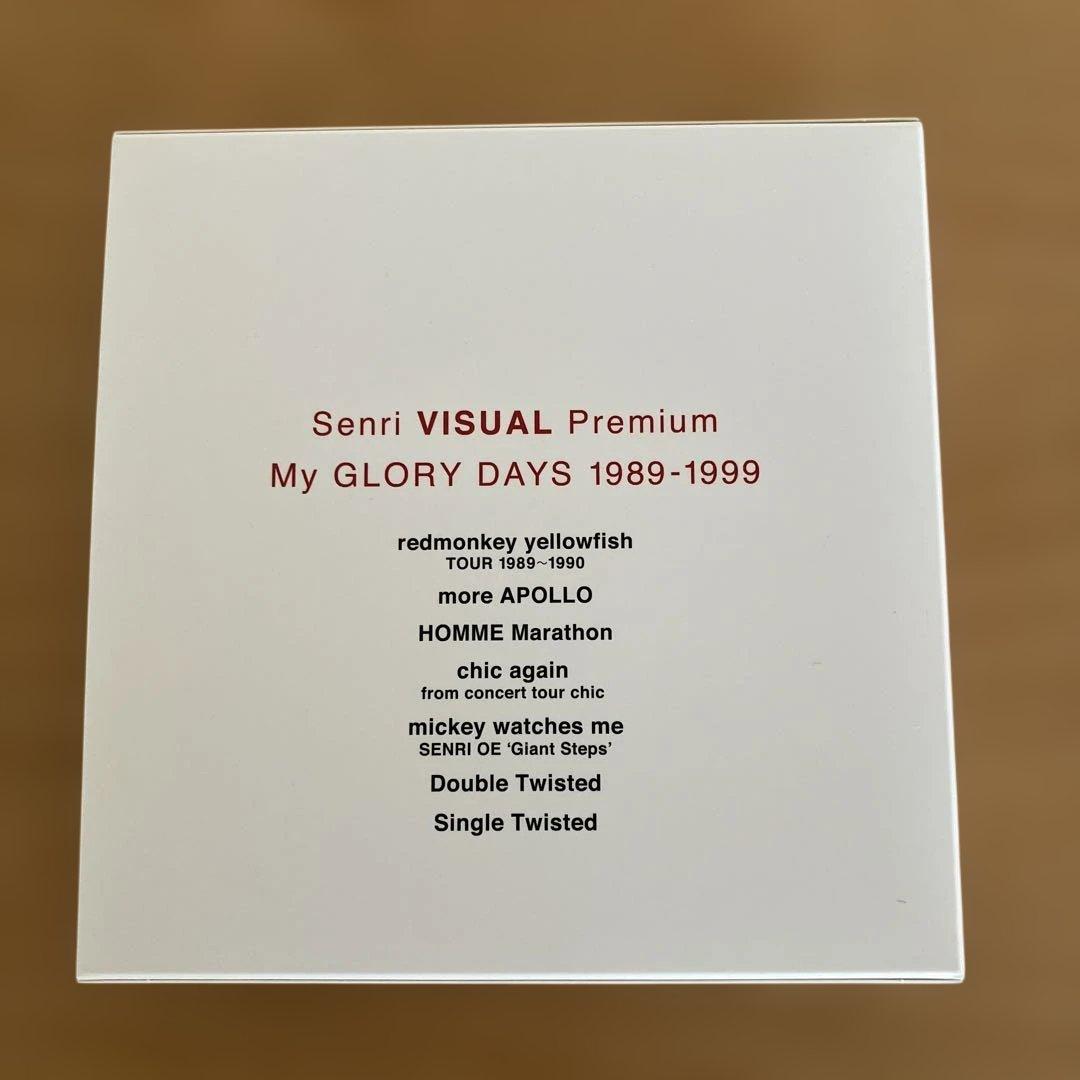 Senri VISUAL Premium
My GLORY DAYS 1989-1999
redmonkey yellowfish
TOUR 1989~1990
more APOLLO
HOMME Marathon
chic again
from concert tour chic
mickey watches me
SENRI OE ‘Giant Steps’
Double Twisted
Single Twisted